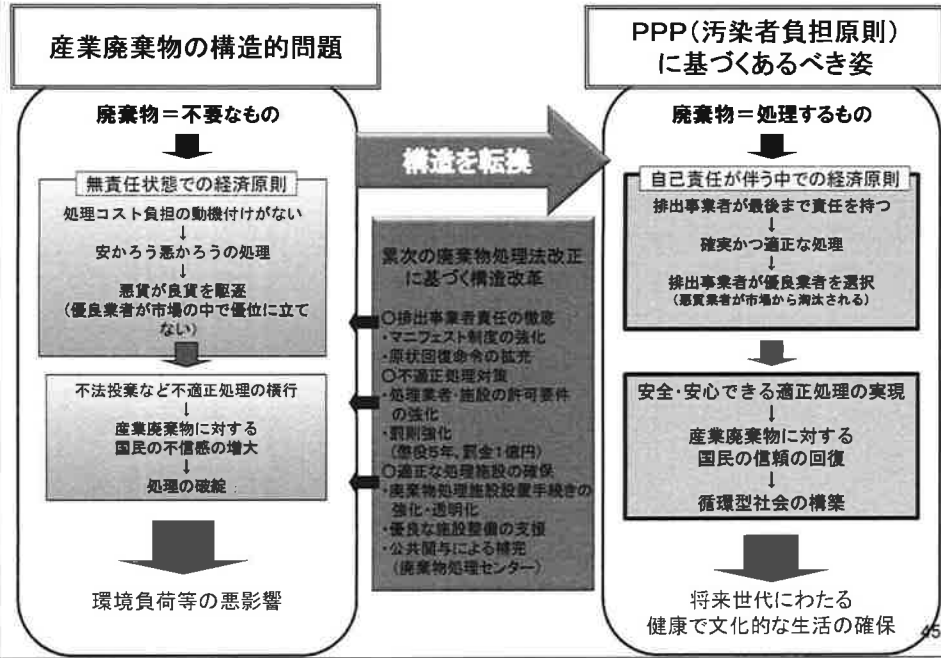 産業廃棄物の構造的問題
廃棄物＝不要なもの
無責任状態での経済原則
処理コスト負担の動機付けがない
↓
安かろう悪かろうの処理
↓
悪貨が良貨を駆逐
(優良業者が市場の中で優位に立て
ない)
不法投棄など不適正処理の横行
↓
産業廃棄物に対する
国民の不信感の増大
↓
処理の破綻
環境負荷等の悪影響
構造を転換
累次の廃棄物処理法改正
に基づく構造改革
○排出事業者責任の徹底
・マニフェスト制度の強化
・原状回復命令の拡充
○不適正処理対策
・処理業者・施設の許可要件
の強化
・罰則強化
(懲役5年、罰金1億円)
○適正な処理施設の確保
・廃棄物処理施設設置手続きの
強化・透明化
・優良な施設整備の支援
・公共関与による補完
(廃棄物処理センター)
PPP(汚染者負担原則)
に基づくあるべき姿
廃棄物＝処理するもの
自己責任が伴う中での経済原則
排出事業者が最後まで責任を持つ
↓
確実かつ適正な処理
↓
排出事業者が優良業者を選択
(悪質業者が市場から淘汰される)
安全・安心できる適正処理の実現
↓
産業廃棄物に対する
国民の信頼の回復
↓
循環型社会の構築
将来世代にわたる
健康で文化的な生活の確保
45